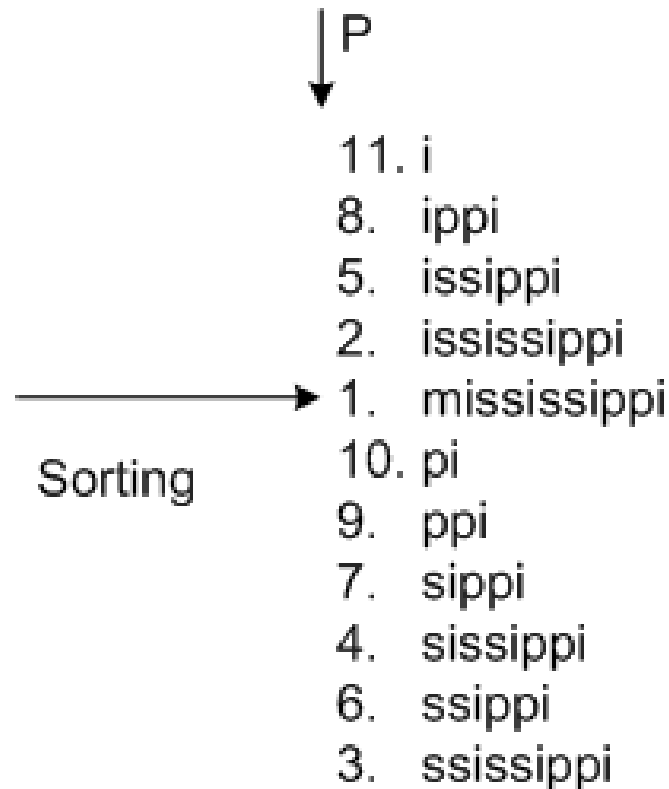 P
Sorting
11. i
8. ippi
5. issippi
2. ississippi
1. mississippi
10. pi
9. ppi
7. sippi
4. sissippi
6. ssippi
3. ssissippi